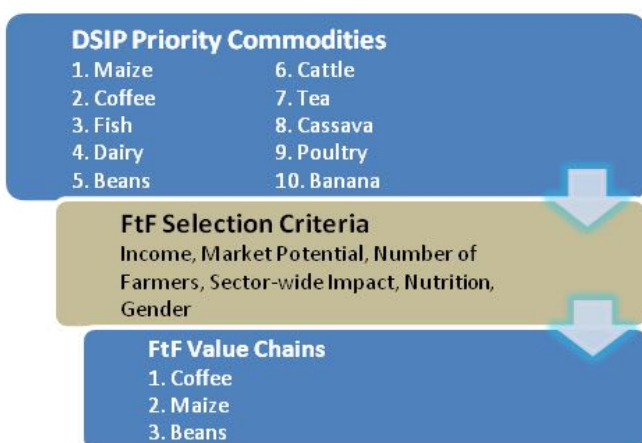 DSIP Priority Commodities
1. Maize
2. Coffee
3. Fish
4. Dairy
5. Beans
6. Cattle
7. Tea
8. Cassava
9. Poultry
10. Banana
FtF Selection Criteria
Income, Market Potential, Number of
Farmers, Sector-wide Impact, Nutrition,
Gender
FtF Value Chains
1. Coffee
2. Maize
3. Beans